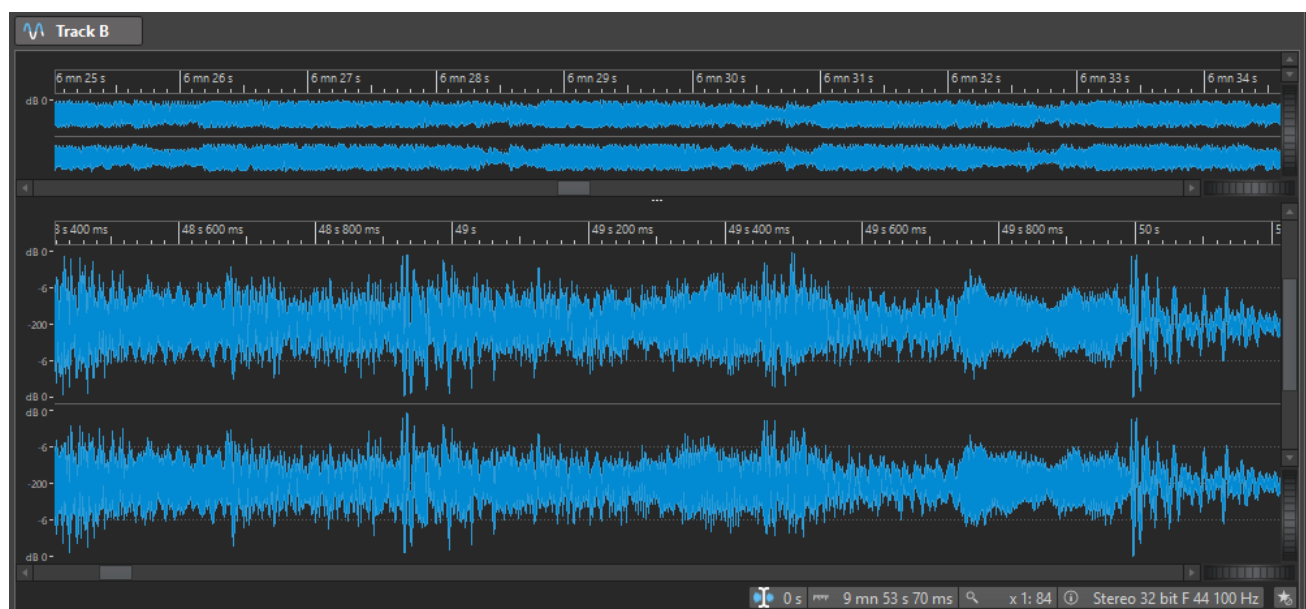 Track B
6 mn 25 s 6 mn 26 s 6 mn 27 s 6 mn 28 s 6 mn 29 s 6 mn 30 s 6 mn 31 s 6 mn 32 s 6 mn 33 s 6 mn 34 s
dB 0
3 s 400 ms 48 s 600 ms 48 s 800 ms 49 s 49 s 200 ms 49 s 400 ms 49 s 600 ms 49 s 800 ms 50 s 5
dB 0
-6
-200
-6
dB 0
dB 0
-6
-200
-6
dB 0
0 s 9 mn 53 s 70 ms x 1: 84 Stereo 32 bit F 44 100 Hz